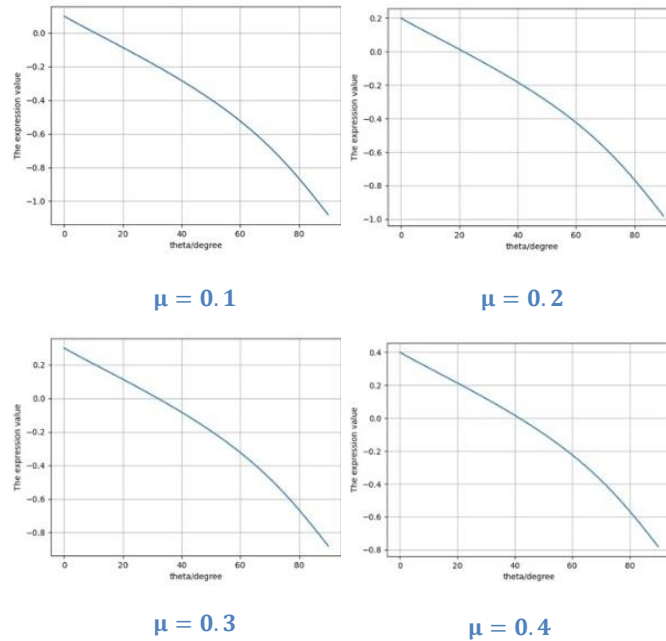 The expression value
0.0
−0.2
−0.4
−0.6
−0.8
−1.0
0 20 40 60 80
theta/degree
μ = 0.1
The expression value
0.2
0.0
−0.2
−0.4
−0.6
−0.8
−1.0
0 20 40 60 80
theta/degree
μ = 0.2
The expression value
0.2
0.0
−0.2
−0.4
−0.6
−0.8
0 20 40 60 80
theta/degree
μ = 0.3
The expression value
0.4
0.2
0.0
−0.2
−0.4
−0.6
−0.8
0 20 40 60 80
theta/degree
μ = 0.4